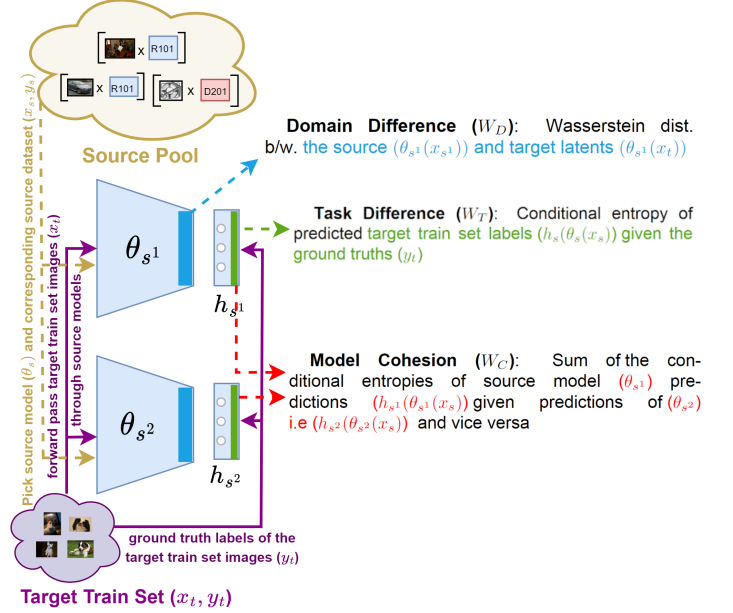 [ x R101 ]
[ x R101 ] [ x D201 ]
Source Pool
Pick source model (θ_s) and corresponding source dataset (x_s, y_s)
forward pass target train set images (x_t)
through source models
θ_{s^1}
h_{s^1}
θ_{s^2}
h_{s^2}
Domain Difference (W_D): Wasserstein dist.
b/w. the source (θ_{s^1}(x_{s^1})) and target latents (θ_{s^1}(x_t))
Task Difference (W_T): Conditional entropy of
predicted target train set labels (h_s(θ_s(x_s)) given the
ground truths (y_t)
Model Cohesion (W_C): Sum of the con-
ditional entropies of source model (θ_{s^1}) pre-
dictions (h_{s^1}(θ_{s^1}(x_s)) given predictions of (θ_{s^2})
i.e (h_{s^2}(θ_{s^2}(x_s)) and vice versa
ground truth labels of the
target train set images (y_t)
Target Train Set (x_t, y_t)